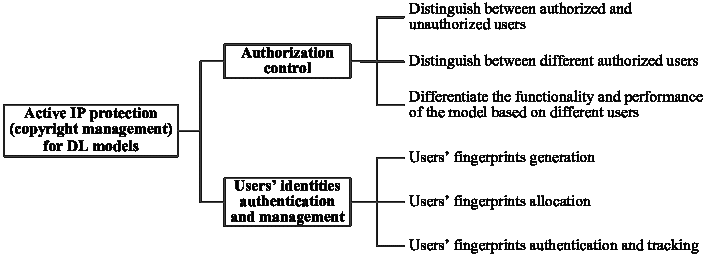 Active IP protection
(copyright management)
for DL models
Authorization
control
Distinguish between authorized and
unauthorized users
Distinguish between different authorized users
Differentiate the functionality and performance
of the model based on different users
Users' identities
authentication
and management
Users' fingerprints generation
Users' fingerprints allocation
Users' fingerprints authentication and tracking